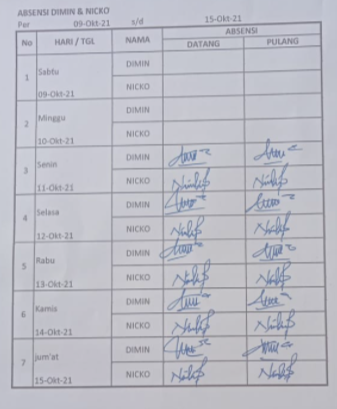 ABSENSI DIMIN & NICKO
Per 09-Okt-21 s/d 15-Okt-21
No HARI / TGL NAMA ABSENSI
DATANG PULANG
1 Sabtu DIMIN
09-Okt-21 NICKO
2 Minggu DIMIN
10-Okt-21 NICKO
3 Senin DIMIN
11-Okt-21 NICKO
4 Selasa DIMIN
12-Okt-21 NICKO
5 Rabu DIMIN
13-Okt-21 NICKO
6 Kamis DIMIN
14-Okt-21 NICKO
7 Jum'at DIMIN
15-Okt-21 NICKO